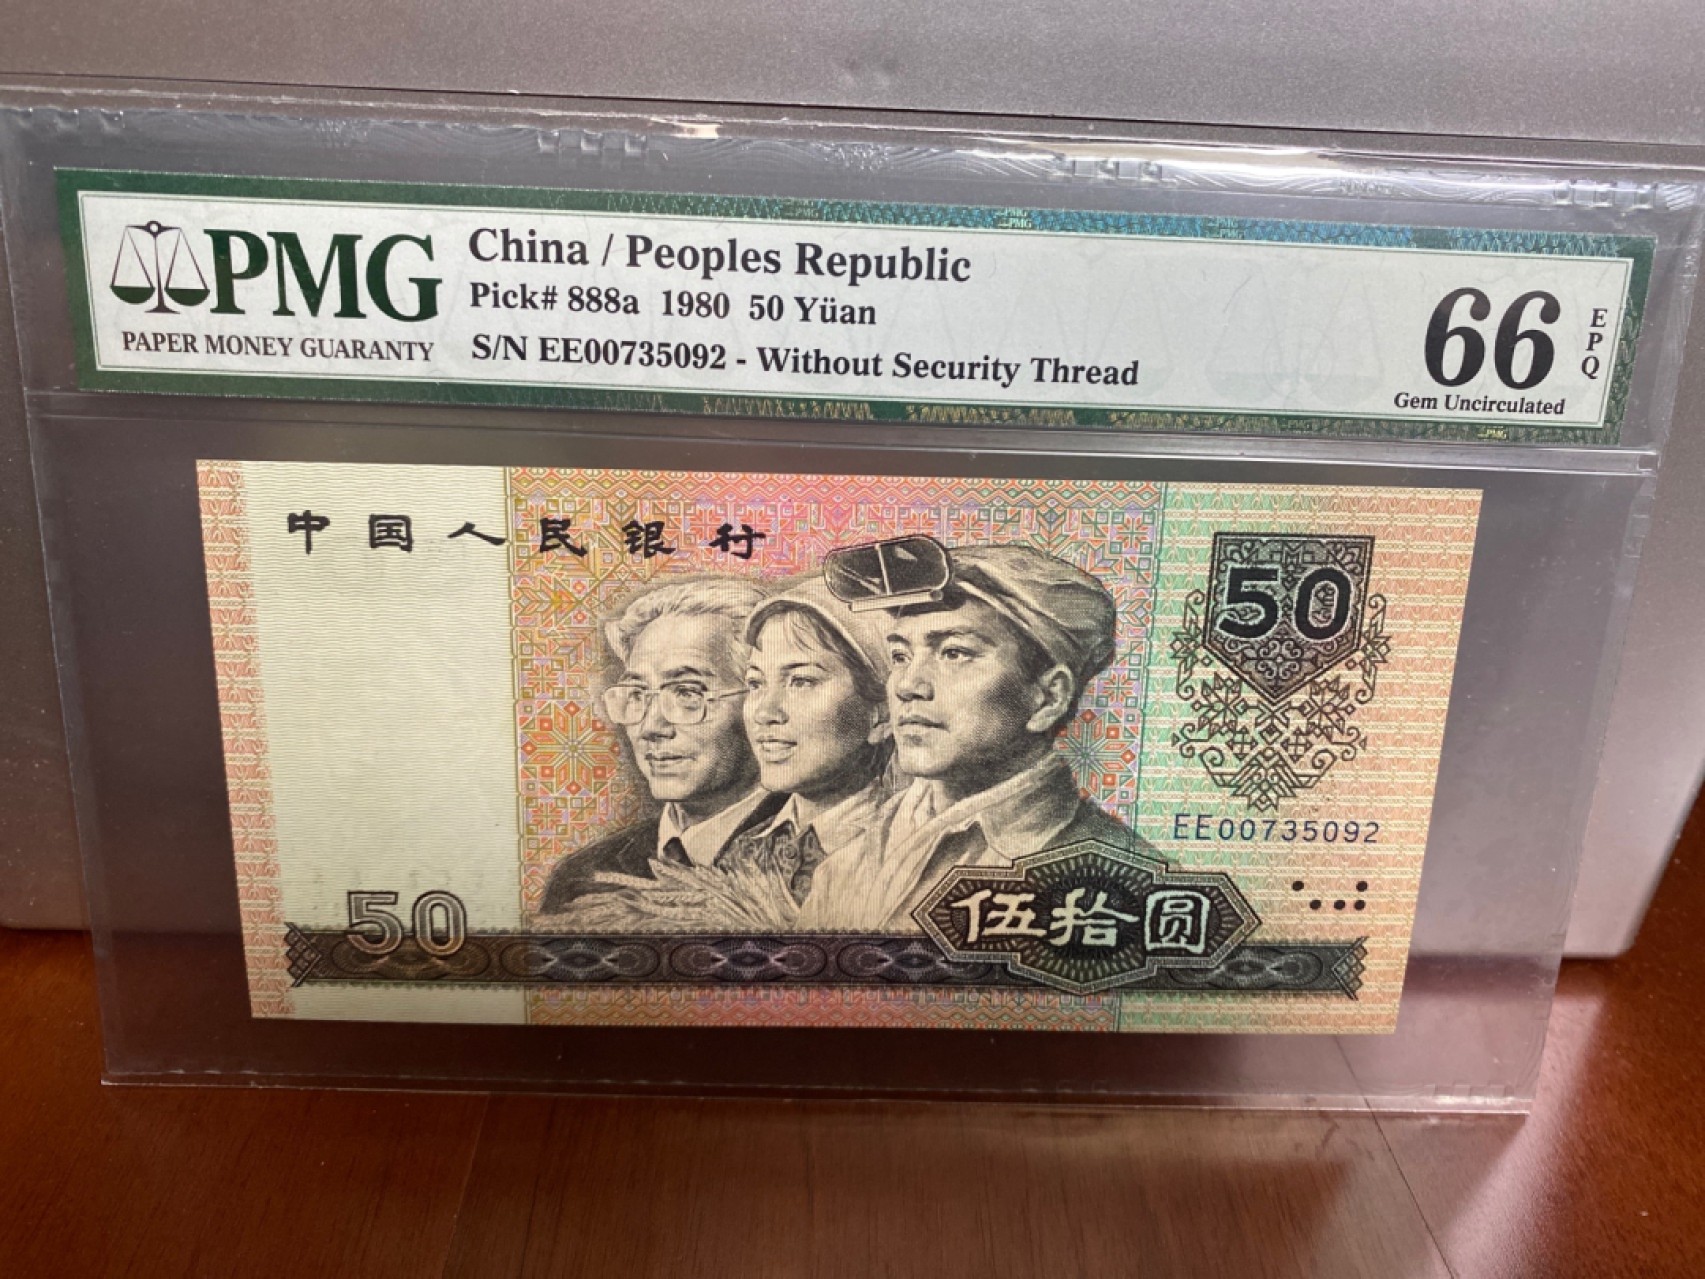 PMG
PAPER MONEY GUARANTY
China / Peoples Republic
Pick# 888a 1980 50 Yüan
S/N EE00735092 - Without Security Thread
66
EPQ
Gem Uncirculated
中国人民银行
50
EE00735092
50
伍拾圆